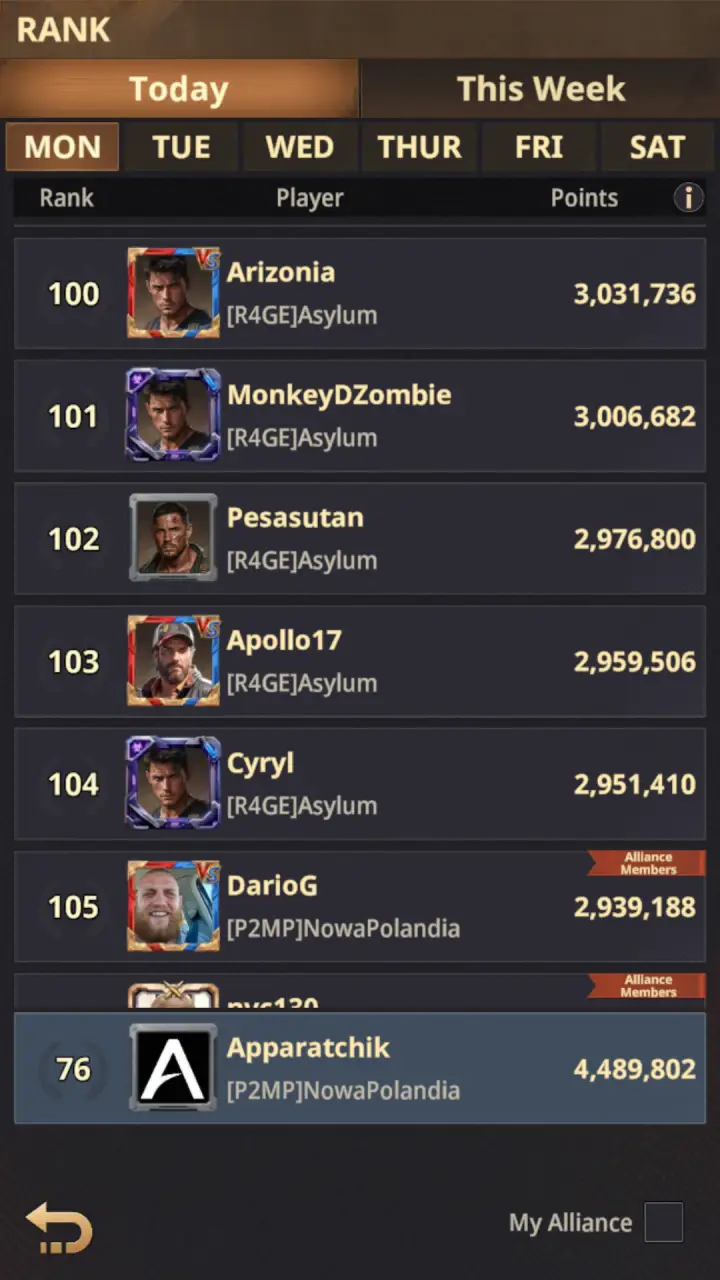 RANK
Today
This Week
MON
TUE
WED
THUR
FRI
SAT
Rank
Player
Points
100
Arizonia
[R4GE]Asylum
3,031,736
101
MonkeyDZombie
[R4GE]Asylum
3,006,682
102
Pesasutan
[R4GE]Asylum
2,976,800
103
Apollo17
[R4GE]Asylum
2,959,506
104
Cyryl
[R4GE]Asylum
2,951,410
105
DarioG
[P2MP]NowaPolandia
Alliance
Members
2,939,188
Alliance
Members
76
Apparatchik
[P2MP]NowaPolandia
4,489,802
My Alliance